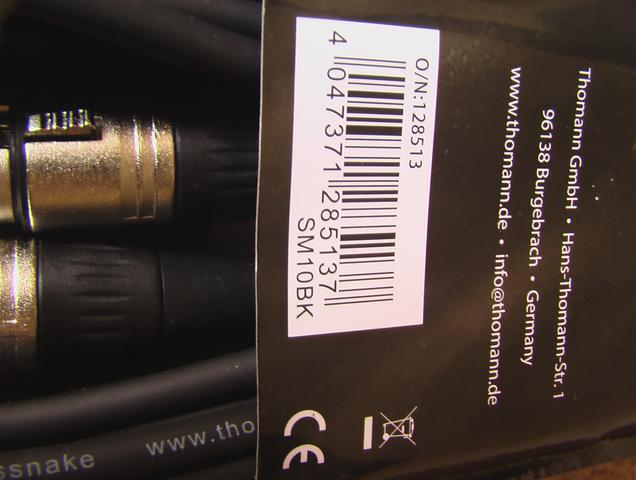 Thomann GmbH • Hans-Thomann-Str. 1
96138 Burgebrach • Germany
www.thomann.de • info@thomann.de
O/N:128513
4 047371 285137
SM10BK
CE
www.tho
ssnake